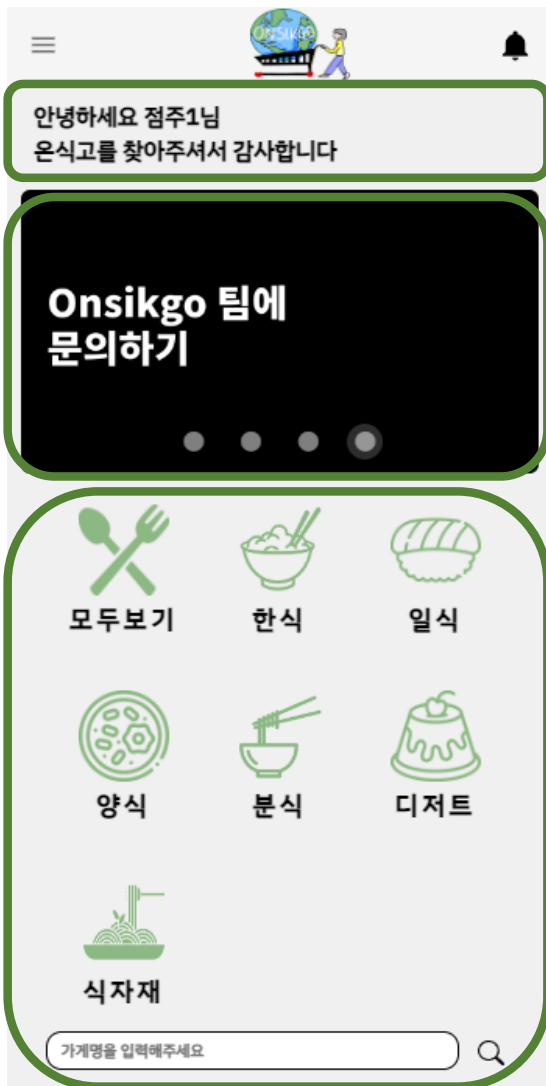 ONSIKGO
안녕하세요 점주1님
온식고를 찾아주셔서 감사합니다
Onsikgo 팀에
문의하기
모두보기 한식 일식
양식 분식 디저트
식자재
가게명을 입력해주세요